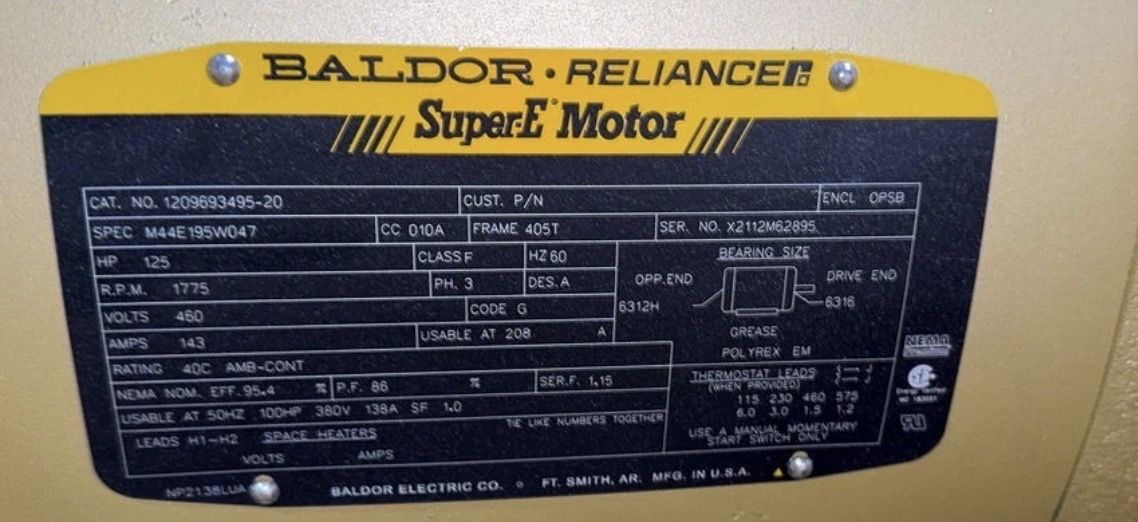 BALDOR · RELIANCE
Super-E Motor
CAT. NO. 1209693495-20 CUST. P/N ENCL OPSB
SPEC M44E195W047 CC 010A FRAME 405T SER. NO. X2112M62895
HP 125 CLASS F HZ 60 BEARING SIZE
R.P.M. 1775 PH. 3 DES. A OPP.END DRIVE END
VOLTS 460 CODE G 6312H 6316
AMPS 143 USABLE AT 208 A GREASE
RATING 40C AMB-CONT POLYREX EM
NEMA NOM. EFF. 95.4 % P.F. 86 % SER.F. 1.15 THERMOSTAT LEADS
(WHEN PROVIDED)
USABLE AT 50HZ 100HP 380V 138A SF 1.0 115 230 460 575
6.0 3.0 1.5 1.2
TIE LIKE NUMBERS TOGETHER
LEADS H1-H2 SPACE HEATERS USE A MANUAL MOMENTARY
START SWITCH ONLY
VOLTS AMPS
NEMA
Energy Verified
NP2138LUA BALDOR ELECTRIC CO. FT. SMITH, AR. MFG. IN U.S.A.